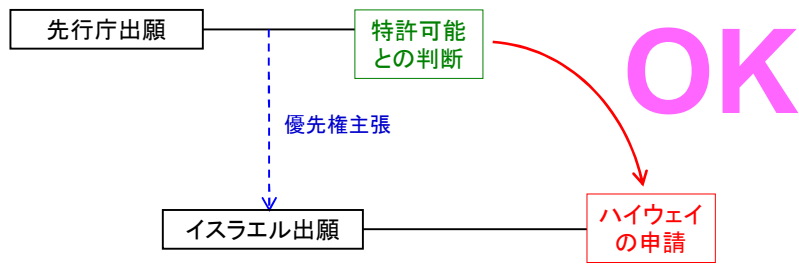 先行庁出願
特許可能
との判断
OK
優先権主張
イスラエル出願
ハイウェイ
の申請